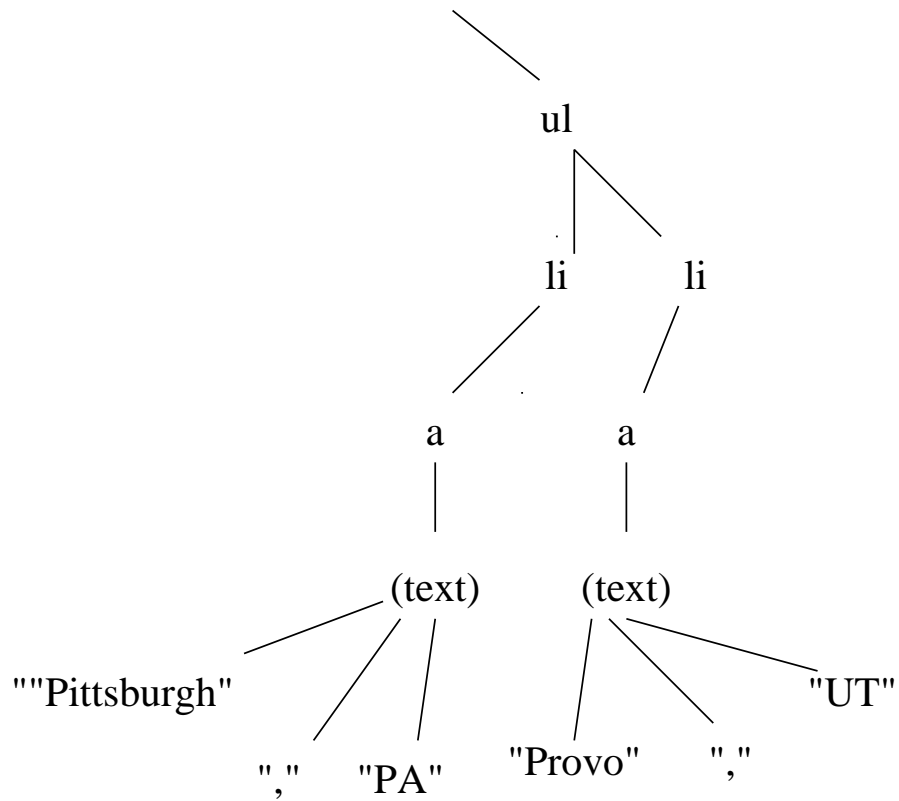 ul
li li
a a
(text) (text)
""Pittsburgh" "UT"
"," "PA" "Provo" ","